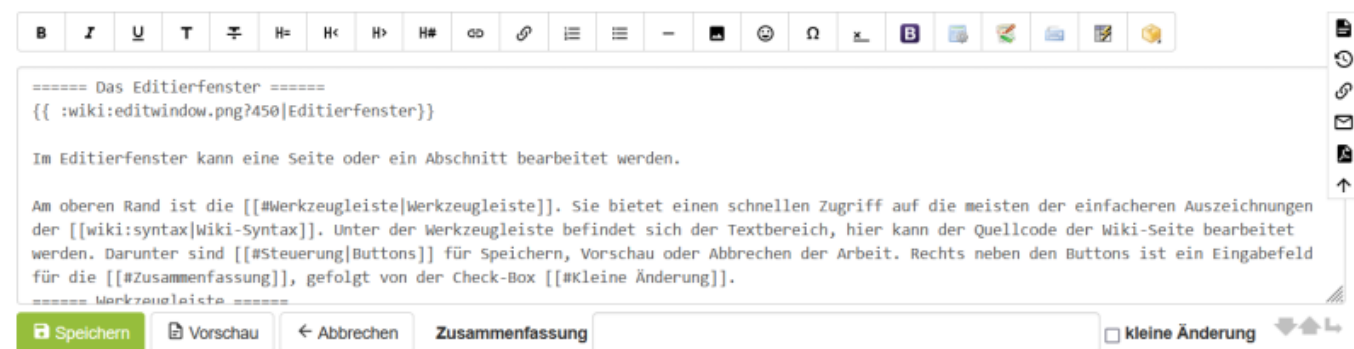 B I U T T H= H< H> H# Ω B
====== Das Editierfenster ======
{{ :wiki:editwindow.png?450|Editierfenster}}
Im Editierfenster kann eine Seite oder ein Abschnitt bearbeitet werden.
Am oberen Rand ist die [[#Werkzeugleiste|Werkzeugleiste]]. Sie bietet einen schnellen Zugriff auf die meisten der einfacheren Auszeichnungen
der [[wiki:syntax|Wiki-Syntax]]. Unter der Werkzeugleiste befindet sich der Textbereich, hier kann der Quellcode der Wiki-Seite bearbeitet
werden. Darunter sind [[#Steuerung|Buttons]] für Speichern, Vorschau oder Abbrechen der Arbeit. Rechts neben den Buttons ist ein Eingabefeld
für die [[#Zusammenfassung]], gefolgt von der Check-Box [[#Kleine Änderung]].
====== Werkzeugleiste ======
Speichern Vorschau Abbrechen Zusammenfassung kleine Änderung